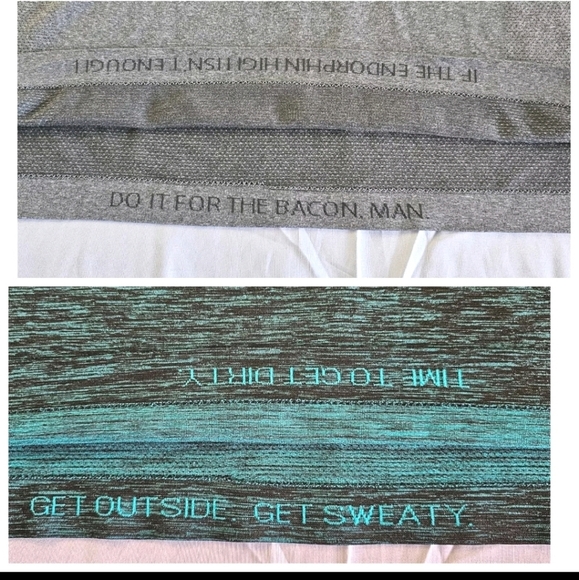 IF THE ENDORPHIN HIGH ISN'T ENOUGH
DO IT FOR THE BACON, MAN.
TIME TO GET DIRTY.
GET OUTSIDE. GET SWEATY.